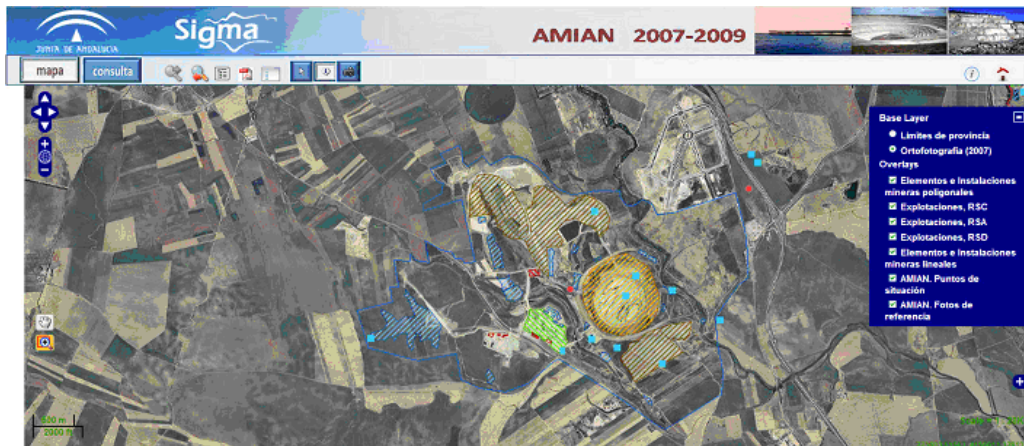 JUNTA DE ANDALUCIA
Sigma
AMIAN 2007-2009
mapa
consulta
Base Layer
Límites de provincia
Ortofotografía (2007)
Overlays
Elementos e Instalaciones
mineras poligonales
Explotaciones, RSC
Explotaciones, RSA
Explotaciones, RSD
Elementos e Instalaciones
mineras lineales
AMIAN. Puntos de
situación
AMIAN. Fotos de
referencia
500 m
2000 ft